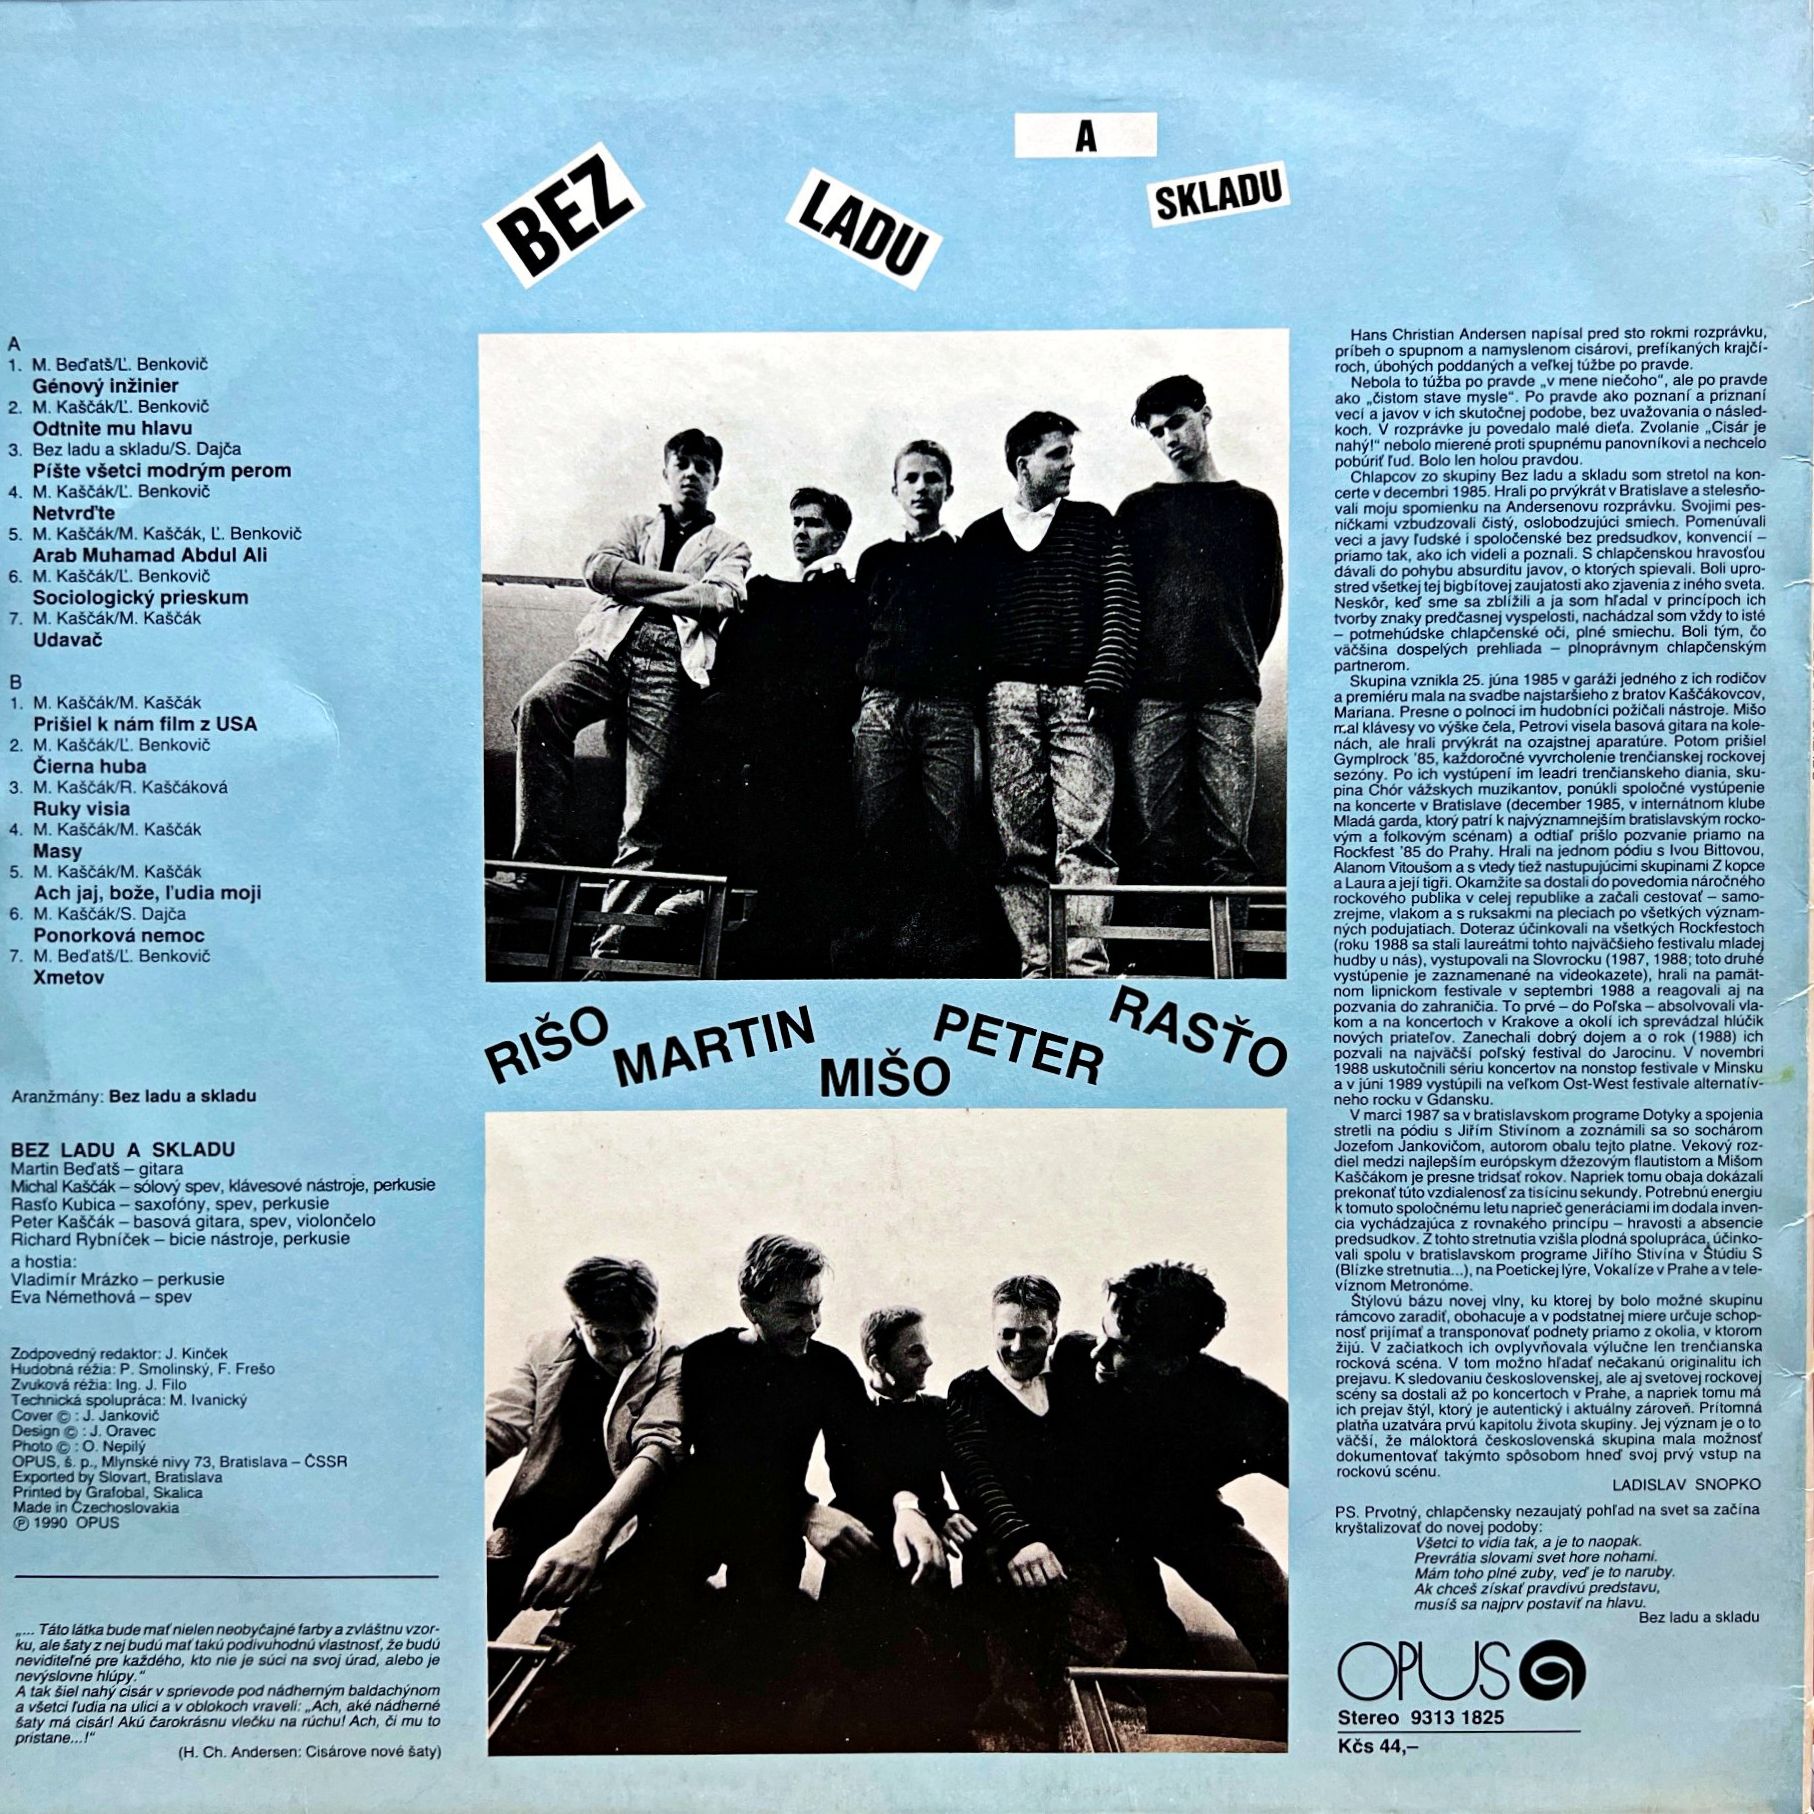 BEZ LADU A SKLADU
A
1. M. Beďatš/Ľ. Benkovič
Génový inžinier
2. M. Kaščák/Ľ. Benkovič
Odtnite mu hlavu
3. Bez ladu a skladu/S. Dajča
Píšte všetci modrým perom
4. M. Kaščák/Ľ. Benkovič
Netvrďte
5. M. Kaščák/M. Kaščák, Ľ. Benkovič
Arab Muhamad Abdul Ali
6. M. Kaščák/Ľ. Benkovič
Sociologický prieskum
7. M. Kaščák/M. Kaščák
Udavač
B
1. M. Kaščák/M. Kaščák
Prišiel k nám film z USA
2. M. Kaščák/Ľ. Benkovič
Čierna huba
3. M. Kaščák/R. Kaščáková
Ruky visia
4. M. Kaščák/M. Kaščák
Masy
5. M. Kaščák/M. Kaščák
Ach jaj, bože, ľudia moji
6. M. Kaščák/S. Dajča
Ponorková nemoc
7. M. Beďatš/Ľ. Benkovič
Xmetov
Aranžmány: Bez ladu a skladu
BEZ LADU A SKLADU
Martin Beďatš – gitara
Michal Kaščák – sólový spev, klávesové nástroje, perkusie
Rasťo Kubica – saxofóny, spev, perkusie
Peter Kaščák – basová gitara, spev, violončelo
Richard Rybníček – bicie nástroje, perkusie
a hostia:
Vladimír Mrázko – perkusie
Eva Némethová – spev
Zodpovedný redaktor: J. Kinček
Hudobná réžia: P. Smolinský, F. Frešo
Zvuková réžia: Ing. J. Filo
Technická spolupráca: M. Ivanický
Cover © : J. Jankovič
Design © : J. Oravec
Photo © : O. Nepilý
OPUS, š. p., Mlynské nivy 73, Bratislava – ČSSR
Exported by Slovart, Bratislava
Printed by Grafobal, Skalica
Made in Czechoslovakia
℗ 1990 OPUS
„... Táto látka bude mať nielen neobyčajné farby a zvláštnu vzor-
ku, ale šaty z nej budú mať takú podivuhodnú vlastnosť, že budú
neviditeľné pre každého, kto nie je súci na svoj úrad, alebo je
nevýslovne hlúpy.“
A tak šiel nahý cisár v sprievode pod nádherným baldachýnom
a všetci ľudia na ulici a v oblokoch vraveli: „Ach, aké nádherné
šaty má cisár! Akú čarokrásnu vlečku na rúchu! Ach, či mu to
pristane...!“
(H. Ch. Andersen: Cisárove nové šaty)
RIŠO MARTIN MIŠO PETER RASŤO
Hans Christian Andersen napísal pred sto rokmi rozprávku,
príbeh o spupnom a namyslenom cisárovi, prefíkaných krajčí-
roch, úbohých poddaných a veľkej túžbe po pravde.
Nebola to túžba po pravde „v mene niečoho“, ale po pravde
ako „čistom stave mysle“. Po pravde ako poznaní a priznaní
vecí a javov v ich skutočnej podobe, bez uvažovania o násled-
koch. V rozprávke ju povedalo malé dieťa. Zvolanie „Cisár je
nahý!“ nebolo mierené proti spupnému panovníkovi a nechcelo
pobúriť ľud. Bolo len holou pravdou.
Chlapcov zo skupiny Bez ladu a skladu som stretol na kon-
certe v decembri 1985. Hrali po prvýkrát v Bratislave a stelesňo-
vali moju spomienku na Andersenovu rozprávku. Svojimi pes-
ničkami vzbudzovali čistý, oslobodzujúci smiech. Pomenúvali
veci a javy ľudské i spoločenské bez predsudkov, konvencií –
priamo tak, ako ich videli a poznali. S chlapčenskou hravosťou
dávali do pohybu absurditu javov, o ktorých spievali. Boli upro-
stred všetkej tej bigbítovej zaujatosti ako zjavenia z iného sveta.
Neskôr, keď sme sa zblížili a ja som hľadal v princípoch ich
tvorby znaky predčasnej vyspelosti, nachádzal som vždy to isté
– potmehúdske chlapčenské oči, plné smiechu. Boli tým, čo
väčšina dospelých prehliada – plnoprávnym chlapčenským
partnerom.
Skupina vznikla 25. júna 1985 v garáži jedného z ich rodičov
a premiéru mala na svadbe najstaršieho z bratov Kaščákovcov,
Mariana. Presne o polnoci im hudobníci požičali nástroje. Mišo
mal klávesy vo výške čela, Petrovi visela basová gitara na kole-
nách, ale hrali prvýkrát na ozajstnej aparatúre. Potom prišiel
Gymplrock '85, každoročné vyvrcholenie trenčianskej rockovej
sezóny. Po ich vystúpení im leadri trenčianskeho diania, sku-
pina Chór vážskych muzikantov, ponúkli spoločné vystúpenie
na koncerte v Bratislave (december 1985, v internátnom klube
Mladá garda, ktorý patrí k najvýznamnejším bratislavským rocko-
vým a folkovým scénam) a odtiaľ prišlo pozvanie priamo na
Rockfest '85 do Prahy. Hrali na jednom pódiu s Ivou Bittovou,
Alanom Vitoušom a s vtedy tiež nastupujúcimi skupinami Z kopce
a Laura a její tigři. Okamžite sa dostali do povedomia náročného
rockového publika v celej republike a začali cestovať – samo-
zrejme, vlakom a s ruksakmi na pleciach po všetkých význam-
ných podujatiach. Doteraz účinkovali na všetkých Rockfestoch
(roku 1988 sa stali laureátmi tohto najväčšieho festivalu mladej
hudby u nás), vystupovali na Slovrocku (1987, 1988; toto druhé
vystúpenie je zaznamenané na videokazete), hrali na pamät-
nom lipnickom festivale v septembri 1988 a reagovali aj na
pozvania do zahraničia. To prvé – do Poľska – absolvovali vla-
kom a na koncertoch v Krakove a okolí ich sprevádzal hlúčik
nových priateľov. Zanechali dobrý dojem a o rok (1988) ich
pozvali na najväčší poľský festival do Jarocinu. V novembri
1988 uskutočnili sériu koncertov na nonstop festivale v Minsku
a v júni 1989 vystúpili na veľkom Ost-West festivale alternatív-
neho rocku v Gdansku.
V marci 1987 sa v bratislavskom programe Dotyky a spojenia
stretli na pódiu s Jiřím Stivínom a zoznámili sa so sochárom
Jozefom Jankovičom, autorom obalu tejto platne. Vekový roz-
diel medzi najlepším európskym džezovým flautistom a Mišom
Kaščákom je presne tridsať rokov. Napriek tomu obaja dokázali
prekonať túto vzdialenosť za tisícinu sekundy. Potrebnú energiu
k tomuto spoločnému letu naprieč generáciami im dodala inven-
cia vychádzajúca z rovnakého princípu – hravosti a absencie
predsudkov. Z tohto stretnutia vzišla plodná spolupráca, účinko-
vali spolu v bratislavskom programe Jiřího Stivína v Štúdiu S
(Blízke stretnutia...), na Poetickej lýre, Vokalíze v Prahe a v tele-
víznom Metronóme.
Štýlovú bázu novej vlny, ku ktorej by bolo možné skupinu
rámcovo zaradiť, obohacuje a v podstatnej miere určuje schop-
nosť prijímať a transponovať podnety priamo z okolia, v ktorom
žijú. V začiatkoch ich ovplyvňovala výlučne len trenčianska
rocková scéna. V tom možno hľadať nečakanú originalitu ich
prejavu. K sledovaniu československej, ale aj svetovej rockovej
scény sa dostali až po koncertoch v Prahe, a napriek tomu má
ich prejav štýl, ktorý je autentický i aktuálny zároveň. Prítomná
platňa uzatvára prvú kapitolu života skupiny. Jej význam je o to
väčší, že máloktorá československá skupina mala možnosť
dokumentovať takýmto spôsobom hneď svoj prvý vstup na
rockovú scénu.
LADISLAV SNOPKO
PS. Prvotný, chlapčensky nezaujatý pohľad na svet sa začína
kryštalizovať do novej podoby:
Všetci to vidia tak, a je to naopak.
Prevrátia slovami svet hore nohami.
Mám toho plné zuby, veď je to naruby.
Ak chceš získať pravdivú predstavu,
musíš sa najprv postaviť na hlavu.
Bez ladu a skladu
OPUS
Stereo 9313 1825
Kčs 44,–